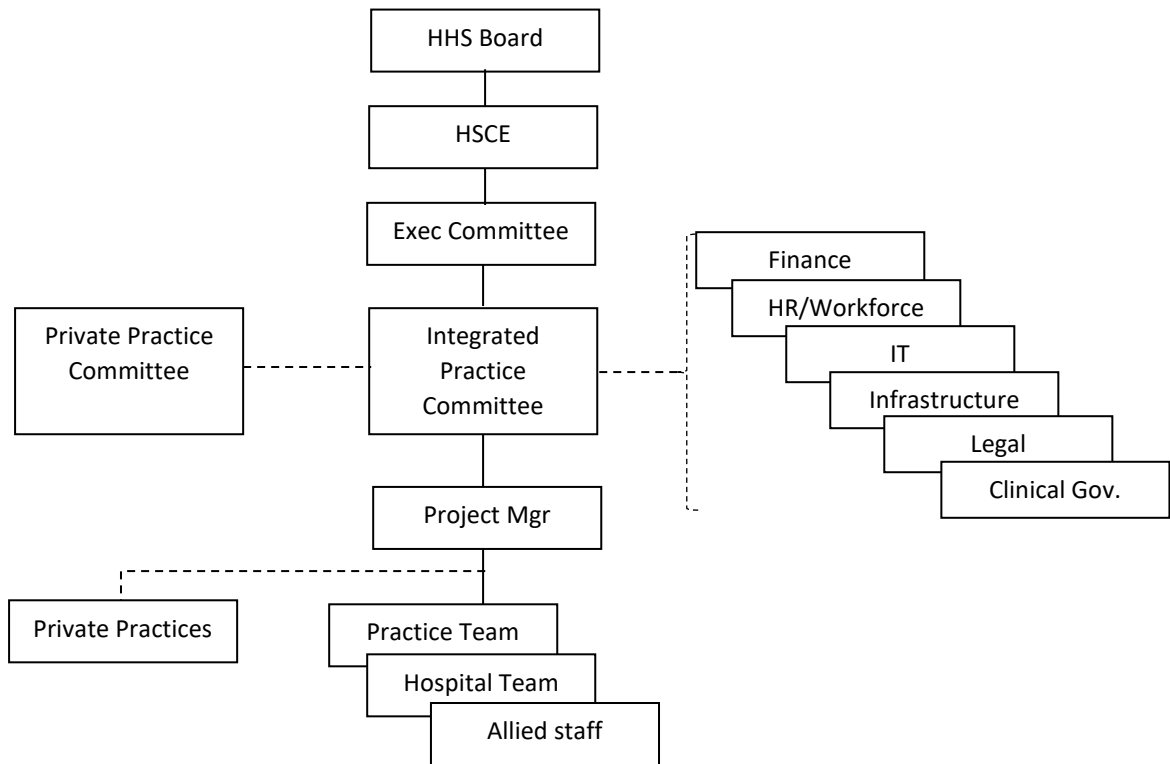 HHS Board
HSCE
Exec Committee
Finance
HR/Workforce
IT
Infrastructure
Legal
Clinical Gov.
Private Practice
Committee
Integrated
Practice
Committee
Project Mgr
Private Practices
Practice Team
Hospital Team
Allied staff